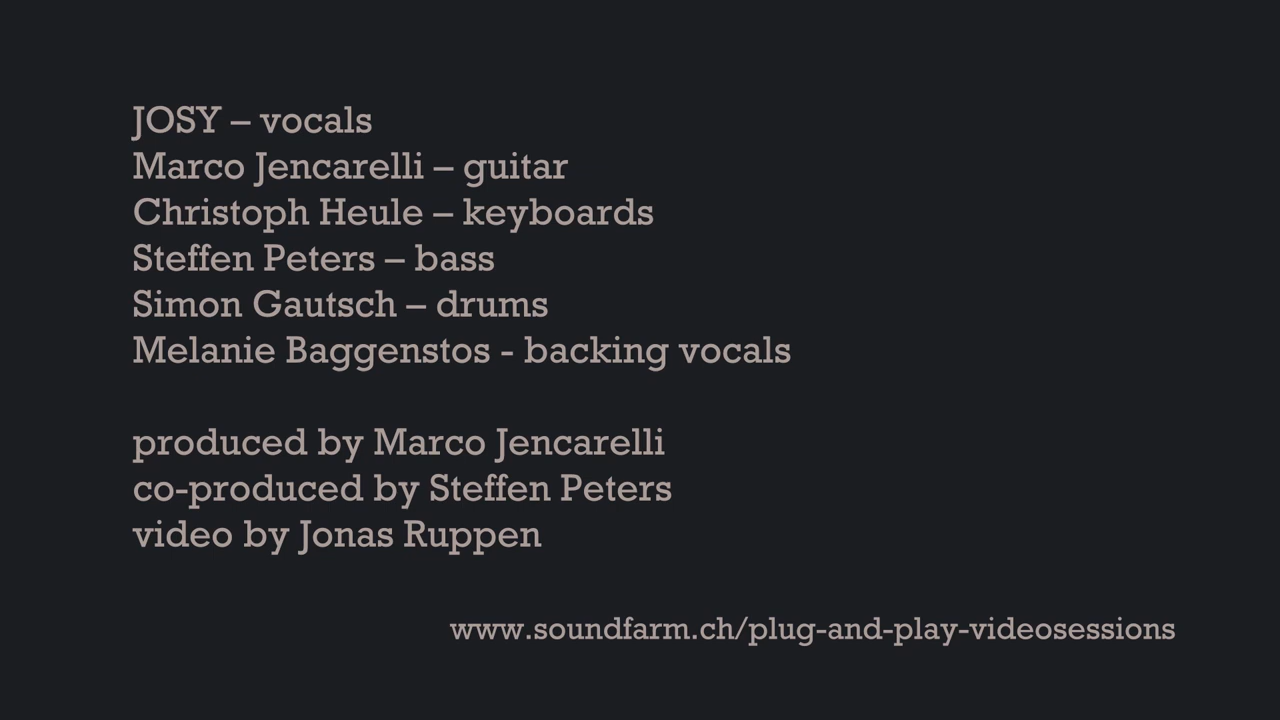 JOSY – vocals
Marco Jencarelli – guitar
Christoph Heule – keyboards
Steffen Peters – bass
Simon Gautsch – drums
Melanie Baggenstos - backing vocals
produced by Marco Jencarelli
co-produced by Steffen Peters
video by Jonas Ruppen
www.soundfarm.ch/plug-and-play-videosessions